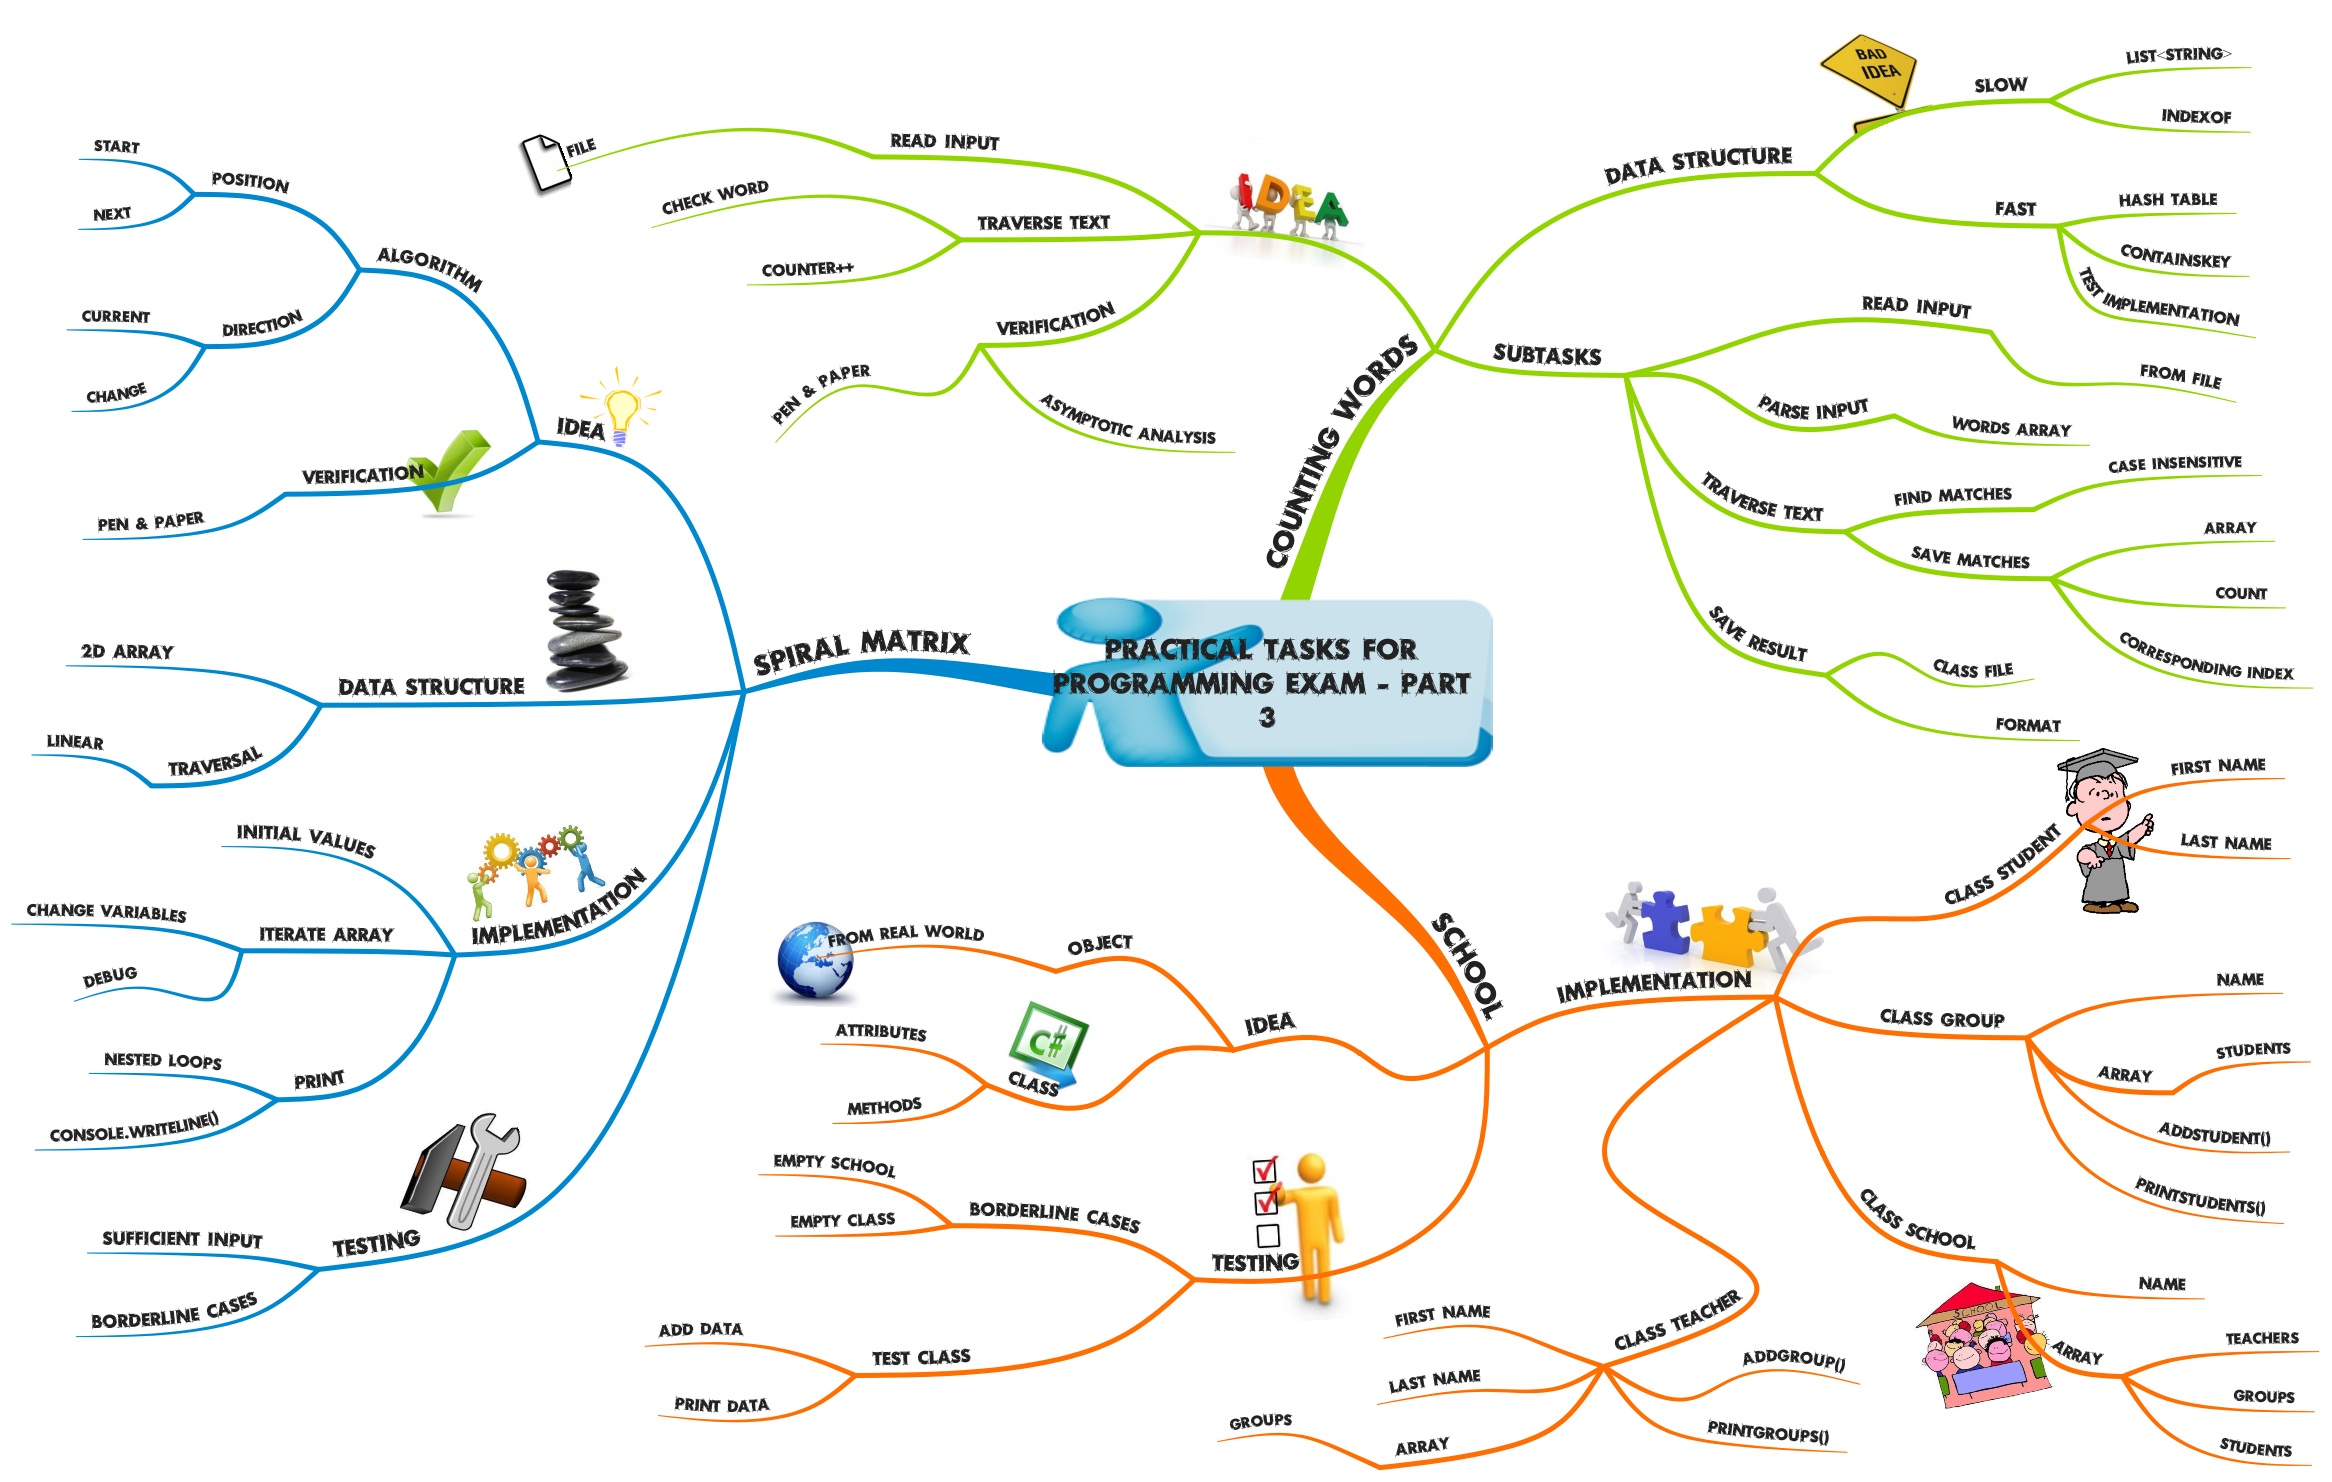 PRACTICAL TASKS FOR
PROGRAMMING EXAM - PART
3
COUNTING WORDS
DATA STRUCTURE
BAD
IDEA
SLOW
LIST<STRING>
INDEXOF
FAST
HASH TABLE
CONTAINSKEY
TEST IMPLEMENTATION
SUBTASKS
READ INPUT
FROM FILE
PARSE INPUT
WORDS ARRAY
TRAVERSE TEXT
FIND MATCHES
CASE INSENSITIVE
SAVE MATCHES
ARRAY
COUNT
CORRESPONDING INDEX
SAVE RESULT
CLASS FILE
FORMAT
IDEA
READ INPUT
FILE
TRAVERSE TEXT
CHECK WORD
COUNTER++
VERIFICATION
PEN & PAPER
ASYMPTOTIC ANALYSIS
SPIRAL MATRIX
IDEA
ALGORITHM
POSITION
START
NEXT
DIRECTION
CURRENT
CHANGE
VERIFICATION
PEN & PAPER
DATA STRUCTURE
2D ARRAY
TRAVERSAL
LINEAR
IMPLEMENTATION
INITIAL VALUES
ITERATE ARRAY
CHANGE VARIABLES
DEBUG
PRINT
NESTED LOOPS
CONSOLE.WRITELINE()
TESTING
SUFFICIENT INPUT
BORDERLINE CASES
SCHOOL
IDEA
OBJECT
FROM REAL WORLD
C#
CLASS
ATTRIBUTES
METHODS
TESTING
BORDERLINE CASES
EMPTY SCHOOL
EMPTY CLASS
TEST CLASS
ADD DATA
PRINT DATA
IMPLEMENTATION
CLASS STUDENT
FIRST NAME
LAST NAME
CLASS GROUP
NAME
ARRAY
STUDENTS
ADDSTUDENT()
PRINTSTUDENTS()
CLASS SCHOOL
NAME
SCHOOL
ARRAY
TEACHERS
GROUPS
STUDENTS
CLASS TEACHER
FIRST NAME
LAST NAME
ARRAY
GROUPS
ADDGROUP()
PRINTGROUPS()